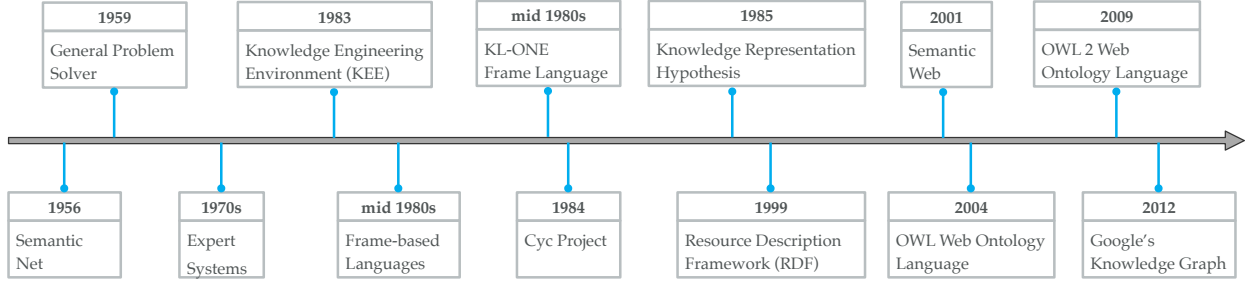 1959
General Problem
Solver
1983
Knowledge Engineering
Environment (KEE)
mid 1980s
KL-ONE
Frame Language
1985
Knowledge Representation
Hypothesis
2001
Semantic
Web
2009
OWL 2 Web
Ontology Language
1956
Semantic
Net
1970s
Expert
Systems
mid 1980s
Frame-based
Languages
1984
Cyc Project
1999
Resource Description
Framework (RDF)
2004
OWL Web Ontology
Language
2012
Google’s
Knowledge Graph